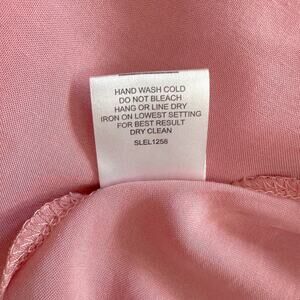 HAND WASH COLD
DO NOT BLEACH
HANG OR LINE DRY
IRON ON LOWEST SETTING
FOR BEST RESULT
DRY CLEAN
SLEL1258